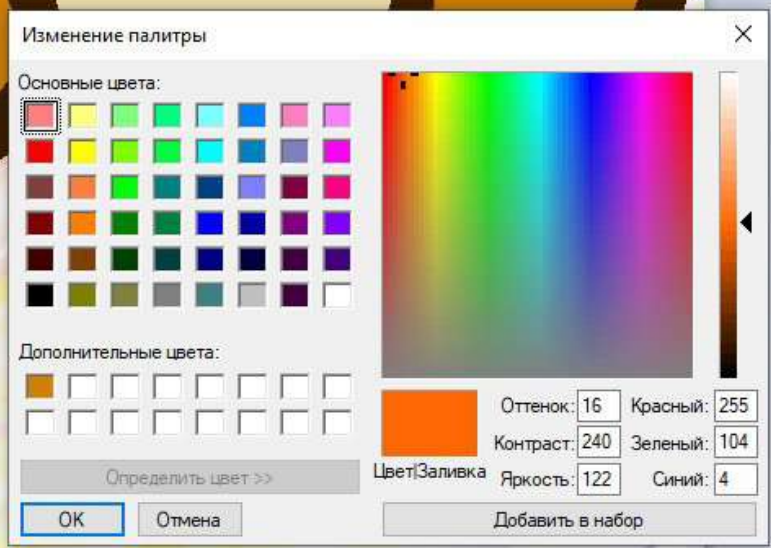 Изменение палитры
Основные цвета:
Дополнительные цвета:
Определить цвет >>
OK
Отмена
Цвет|Заливка
Оттенок: 16
Контраст: 240
Яркость: 122
Красный: 255
Зеленый: 104
Синий: 4
Добавить в набор